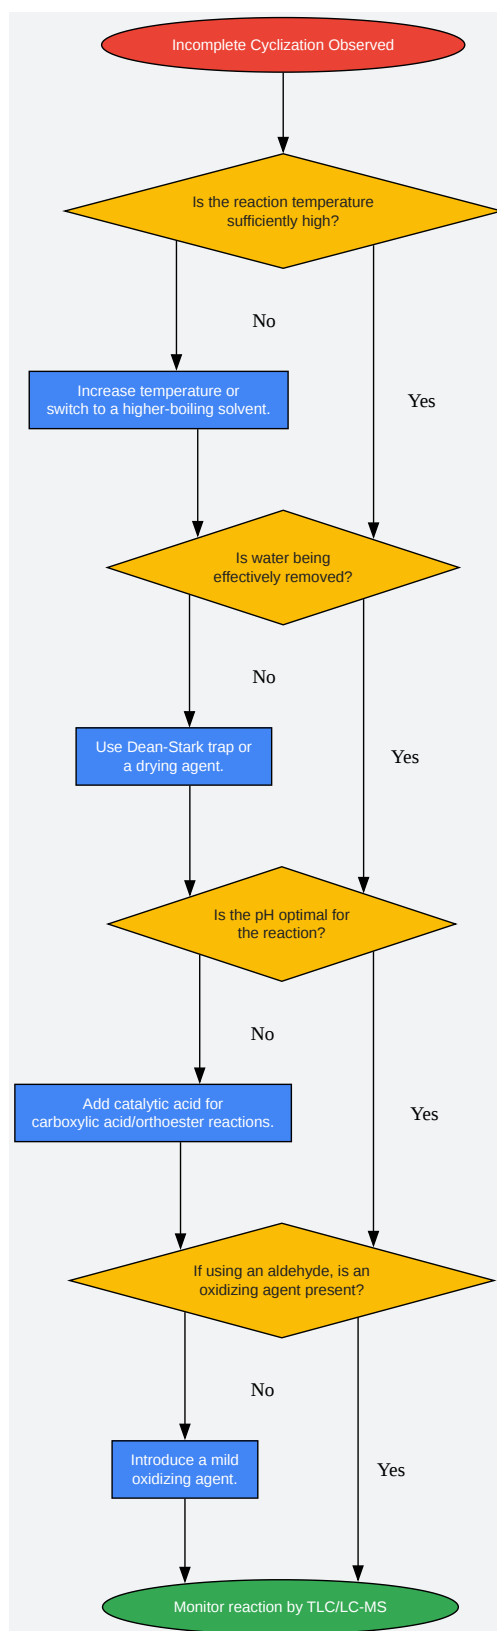 Incomplete Cyclization Observed
Is the reaction temperature
sufficiently high?
No
Increase temperature or
switch to a higher-boiling solvent.
Yes
Is water being
effectively removed?
No
Use Dean-Stark trap or
a drying agent.
Yes
Is the pH optimal for
the reaction?
No
Add catalytic acid for
carboxylic acid/orthoester reactions.
Yes
If using an aldehyde, is an
oxidizing agent present?
No
Introduce a mild
oxidizing agent.
Yes
Monitor reaction by TLC/LC-MS